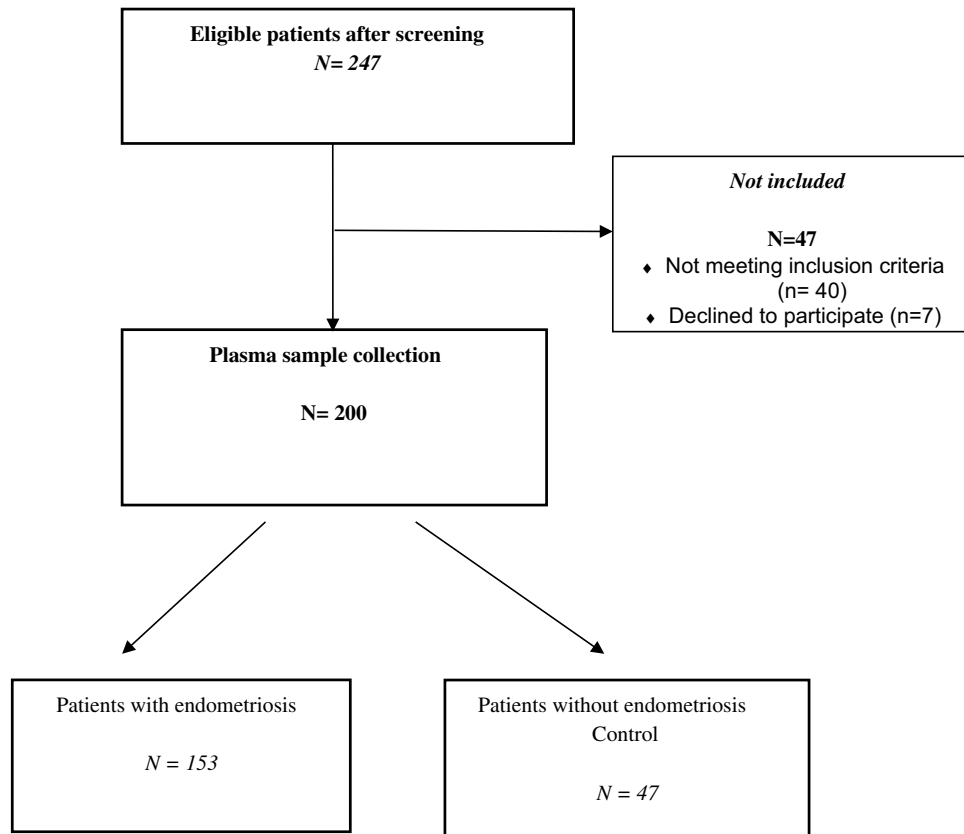 Eligible patients after screening
N= 247
Not included
N=47
♦ Not meeting inclusion criteria
(n= 40)
♦ Declined to participate (n=7)
Plasma sample collection
N= 200
Patients with endometriosis
N = 153
Patients without endometriosis
Control
N = 47